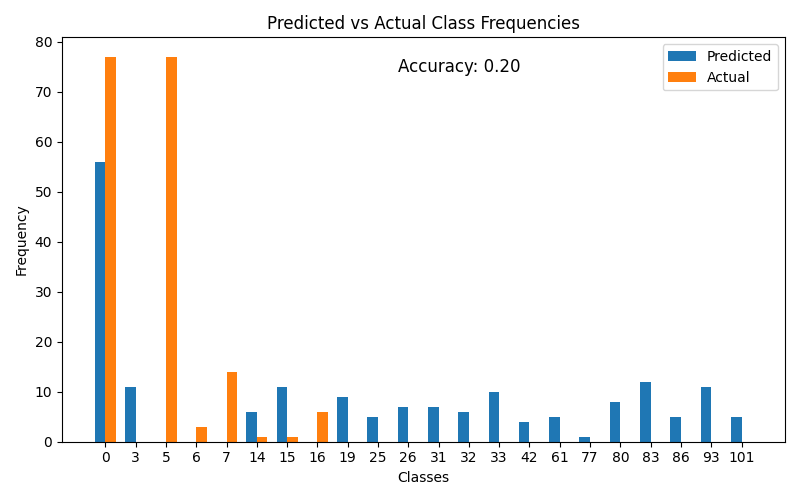 Predicted vs Actual Class Frequencies
Accuracy: 0.20
Predicted
Actual
80
70
60
50
40
30
20
10
0
Frequency
0 3 5 6 7 14 15 16 19 25 26 31 32 33 42 61 77 80 83 86 93 101
Classes